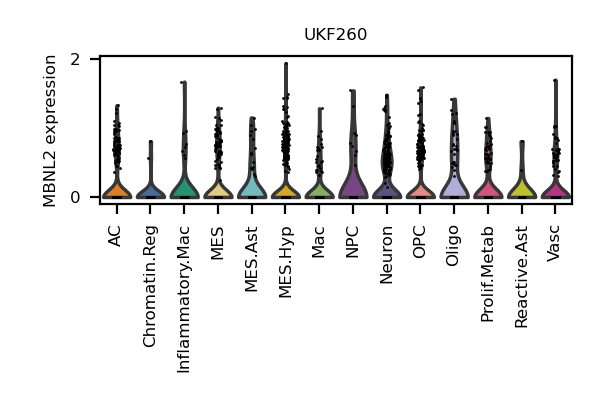 UKF260
MBNL2 expression
2
0
AC
Chromatin.Reg
Inflammatory.Mac
MES
MES.Ast
MES.Hyp
Mac
NPC
Neuron
OPC
Oligo
Prolif.Metab
Reactive.Ast
Vasc